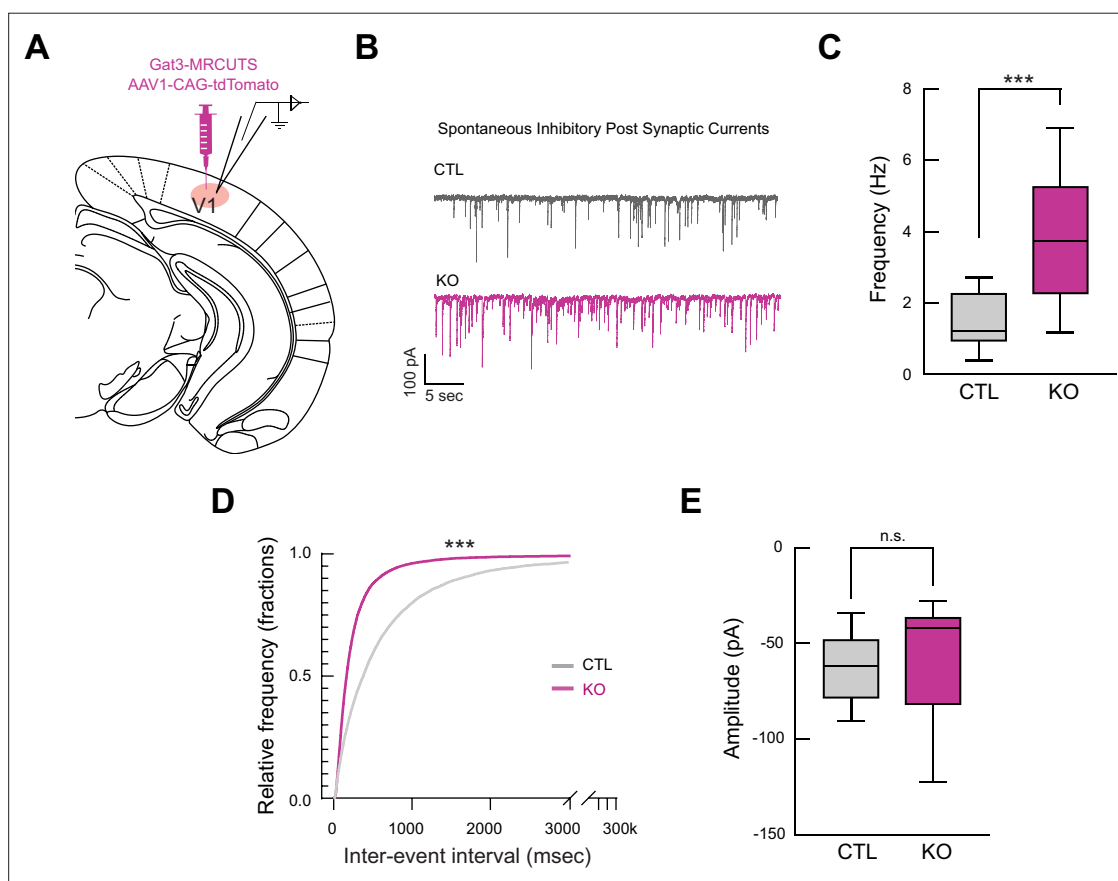 A
Gat3-MRCUTS
AAV1-CAG-tdTomato
V1
B
Spontaneous Inhibitory Post Synaptic Currents
CTL
KO
100 pA
5 sec
C
***
8
6
4
2
0
Frequency (Hz)
CTL
KO
D
***
1.0
0.5
0.0
Relative frequency (fractions)
CTL
KO
0
1000
2000
3000
300k
Inter-event interval (msec)
E
n.s.
0
-50
-100
-150
Amplitude (pA)
CTL
KO